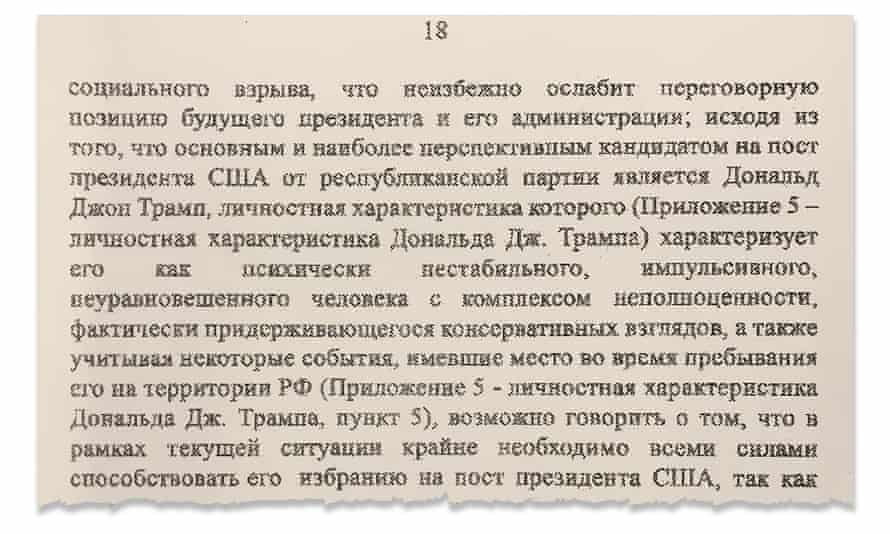 18
социального взрыва, что неизбежно ослабит переговорную
позицию будущего президента и его администрации; исходя из
того, что основным и наиболее перспективным кандидатом на пост
президента США от республиканской партии является Дональд
Джон Трамп, личностная характеристика которого (Приложение 5 –
личностная характеристика Дональда Дж. Трампа) характеризует
его как психически нестабильного, импульсивного,
неуравновешенного человека с комплексом неполноценности,
фактически придерживающегося консервативных взглядов, а также
учитывая некоторые события, имевшие место во время пребывания
его на территории РФ (Приложение 5 - личностная характеристика
Дональда Дж. Трампа, пункт 5), возможно говорить о том, что в
рамках текущей ситуации крайне необходимо всеми силами
способствовать его избранию на пост президента США, так как